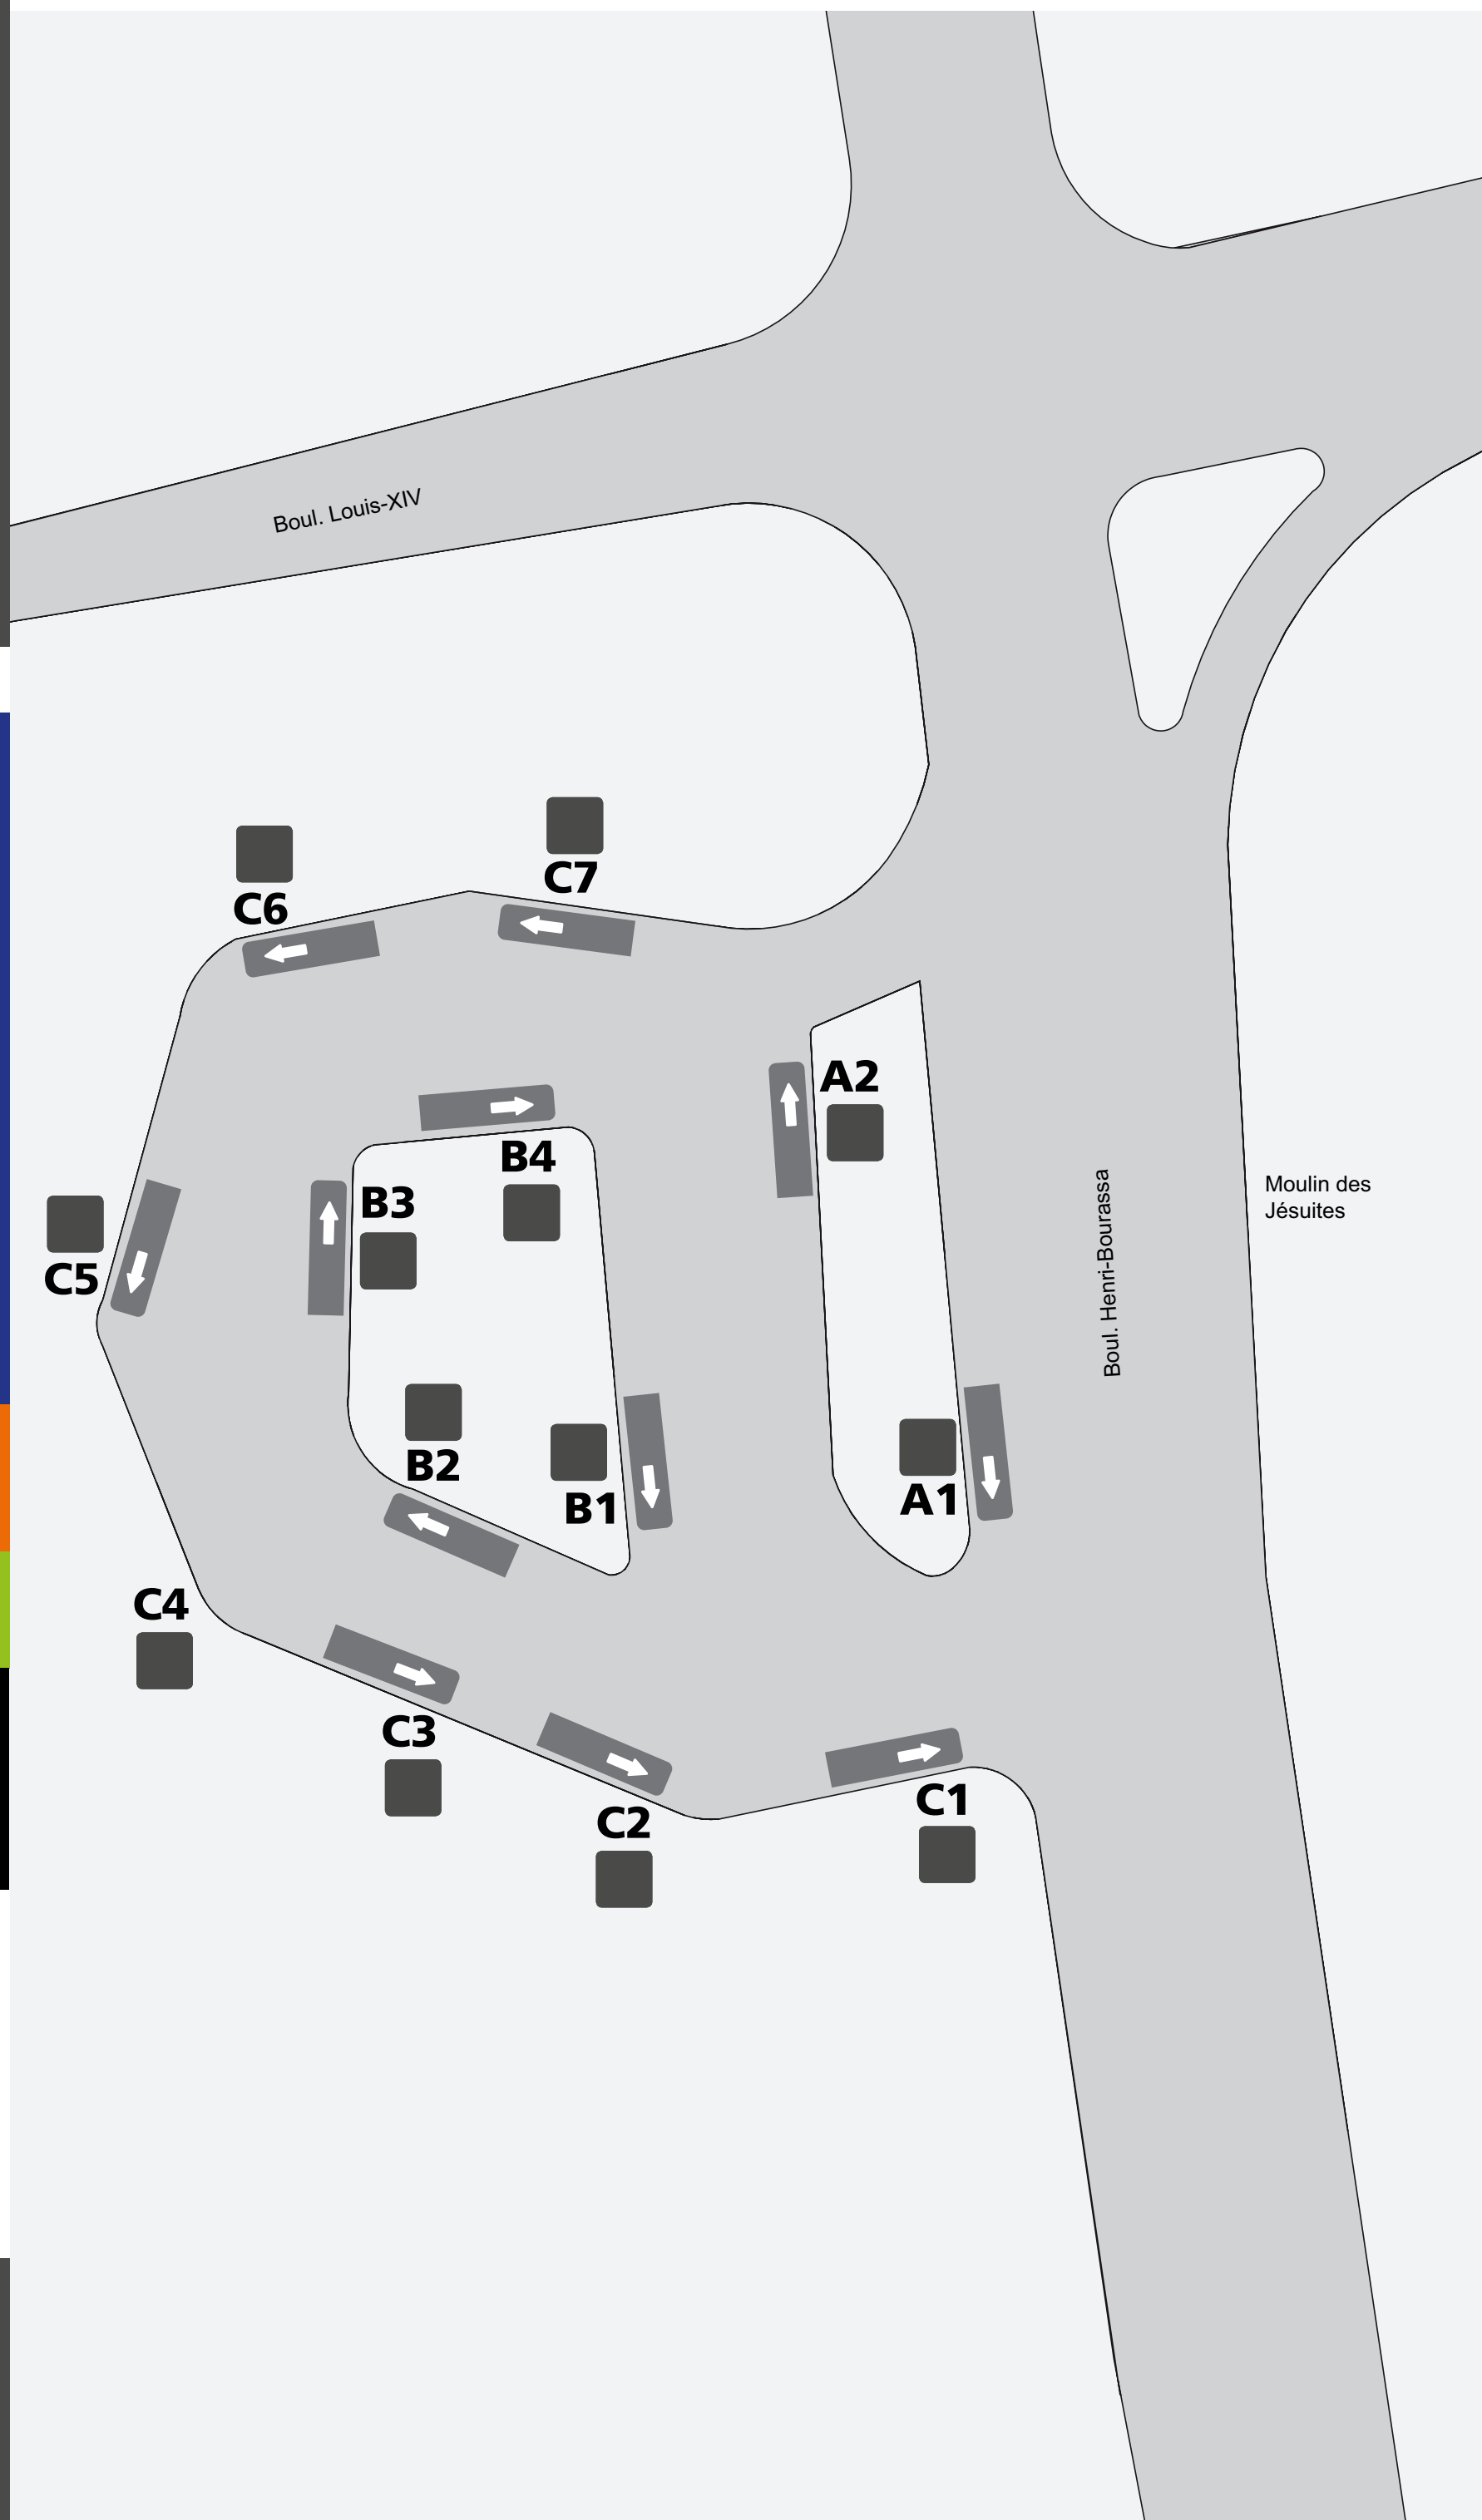 Boul. Louis-XIV
C7
C6
A2
B4
Moulin des
Jésuites
B3
Boul. Henri-Bourassa
C5
B2
A1
B1
C4
C3
C1
C2